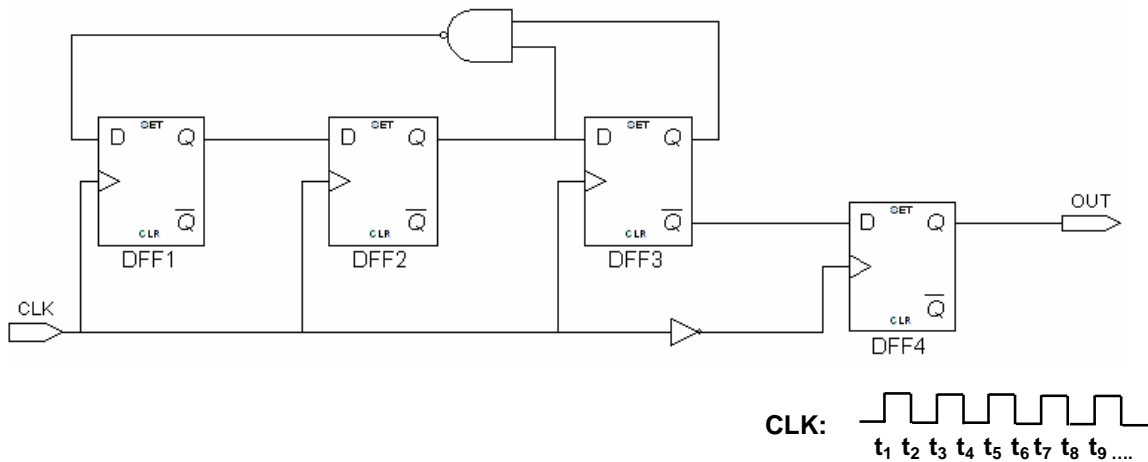 SET SET SET
D Q D Q D Q
Q Q Q
CLR CLR CLR
DFF1 DFF2 DFF3
SET
D Q
OUT
Q
CLR
DFF4
CLK
CLK:
t1 t2 t3 t4 t5 t6 t7 t8 t9 ....